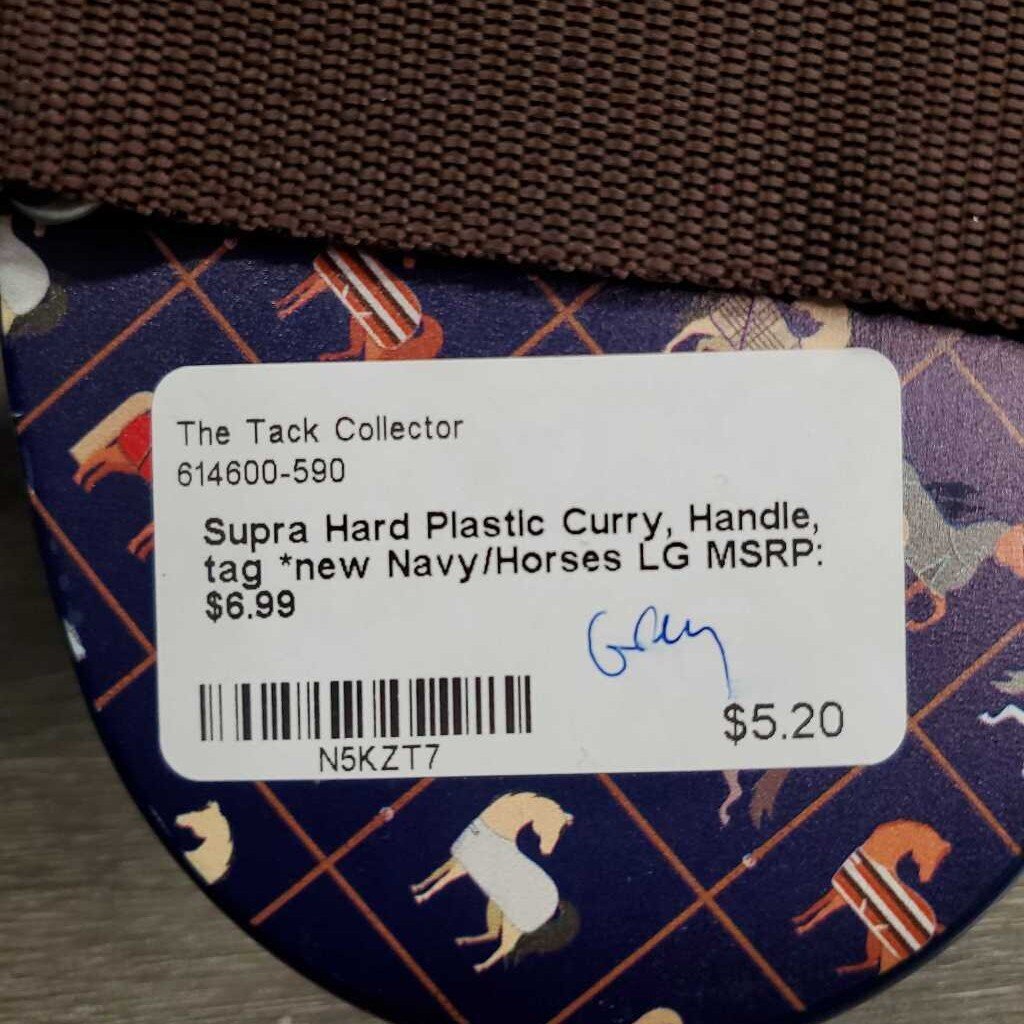 The Tack Collector
614600-590
Supra Hard Plastic Curry, Handle,
tag *new Navy/Horses LG MSRP:
$6.99
$5.20
N5KZT7